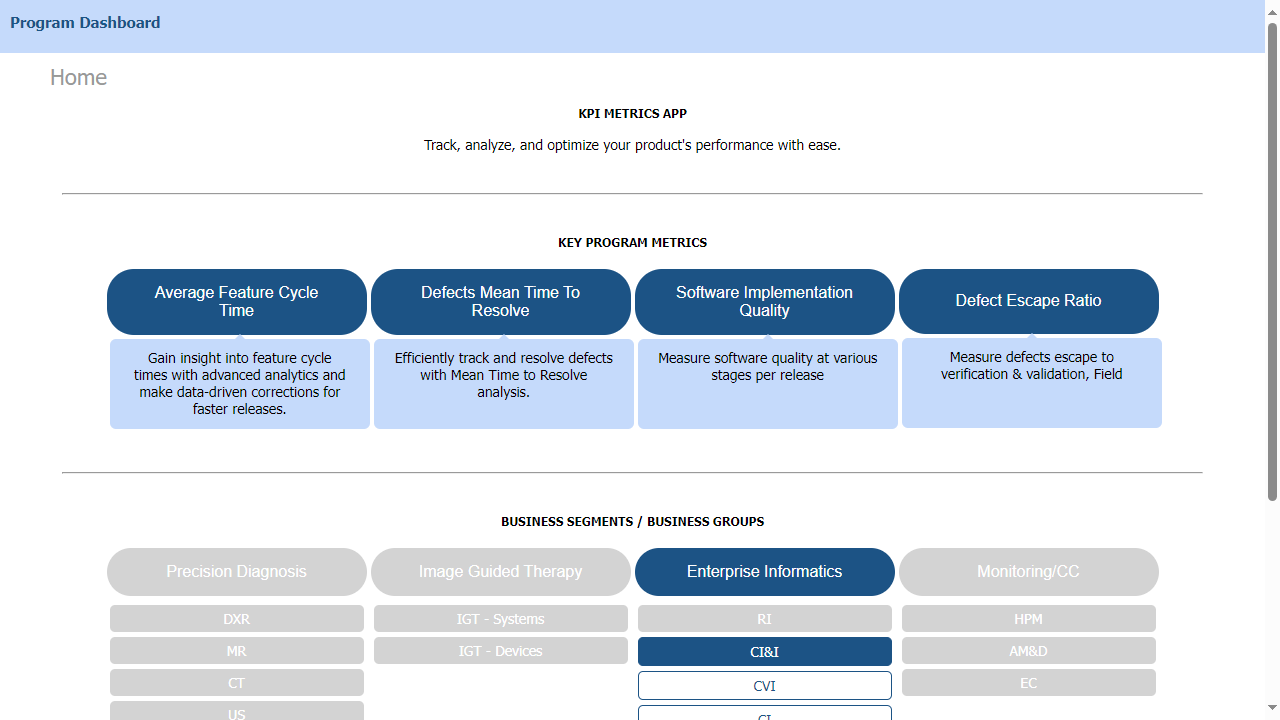 Program Dashboard
Home
KPI METRICS APP
Track, analyze, and optimize your product's performance with ease.
KEY PROGRAM METRICS
Average Feature Cycle
Time
Gain insight into feature cycle
times with advanced analytics and
make data-driven corrections for
faster releases.
Defects Mean Time To
Resolve
Efficiently track and resolve defects
with Mean Time to Resolve
analysis.
Software Implementation
Quality
Measure software quality at various
stages per release
Defect Escape Ratio
Measure defects escape to
verification & validation, Field
BUSINESS SEGMENTS / BUSINESS GROUPS
Precision Diagnosis
DXR
MR
CT
US
Image Guided Therapy
IGT - Systems
IGT - Devices
Enterprise Informatics
RI
CI&I
CVI
CI
Monitoring/CC
HPM
AM&D
EC